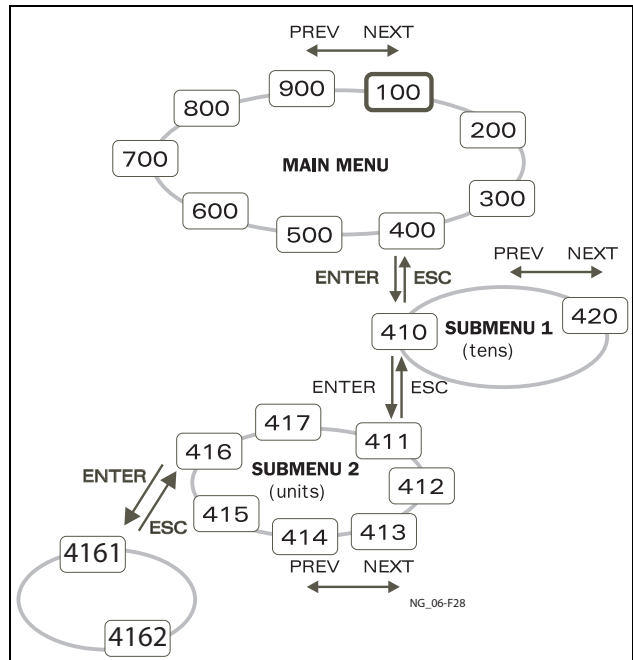 PREV NEXT
900 100
800
200
700
MAIN MENU
300
600
500 400
ENTER ESC
PREV NEXT
410 SUBMENU 1 420
(tens)
ENTER ESC
417
416 411
ENTER
SUBMENU 2
(units)
412
ESC
415
414 413
PREV NEXT
4161
NG_06-F28
4162